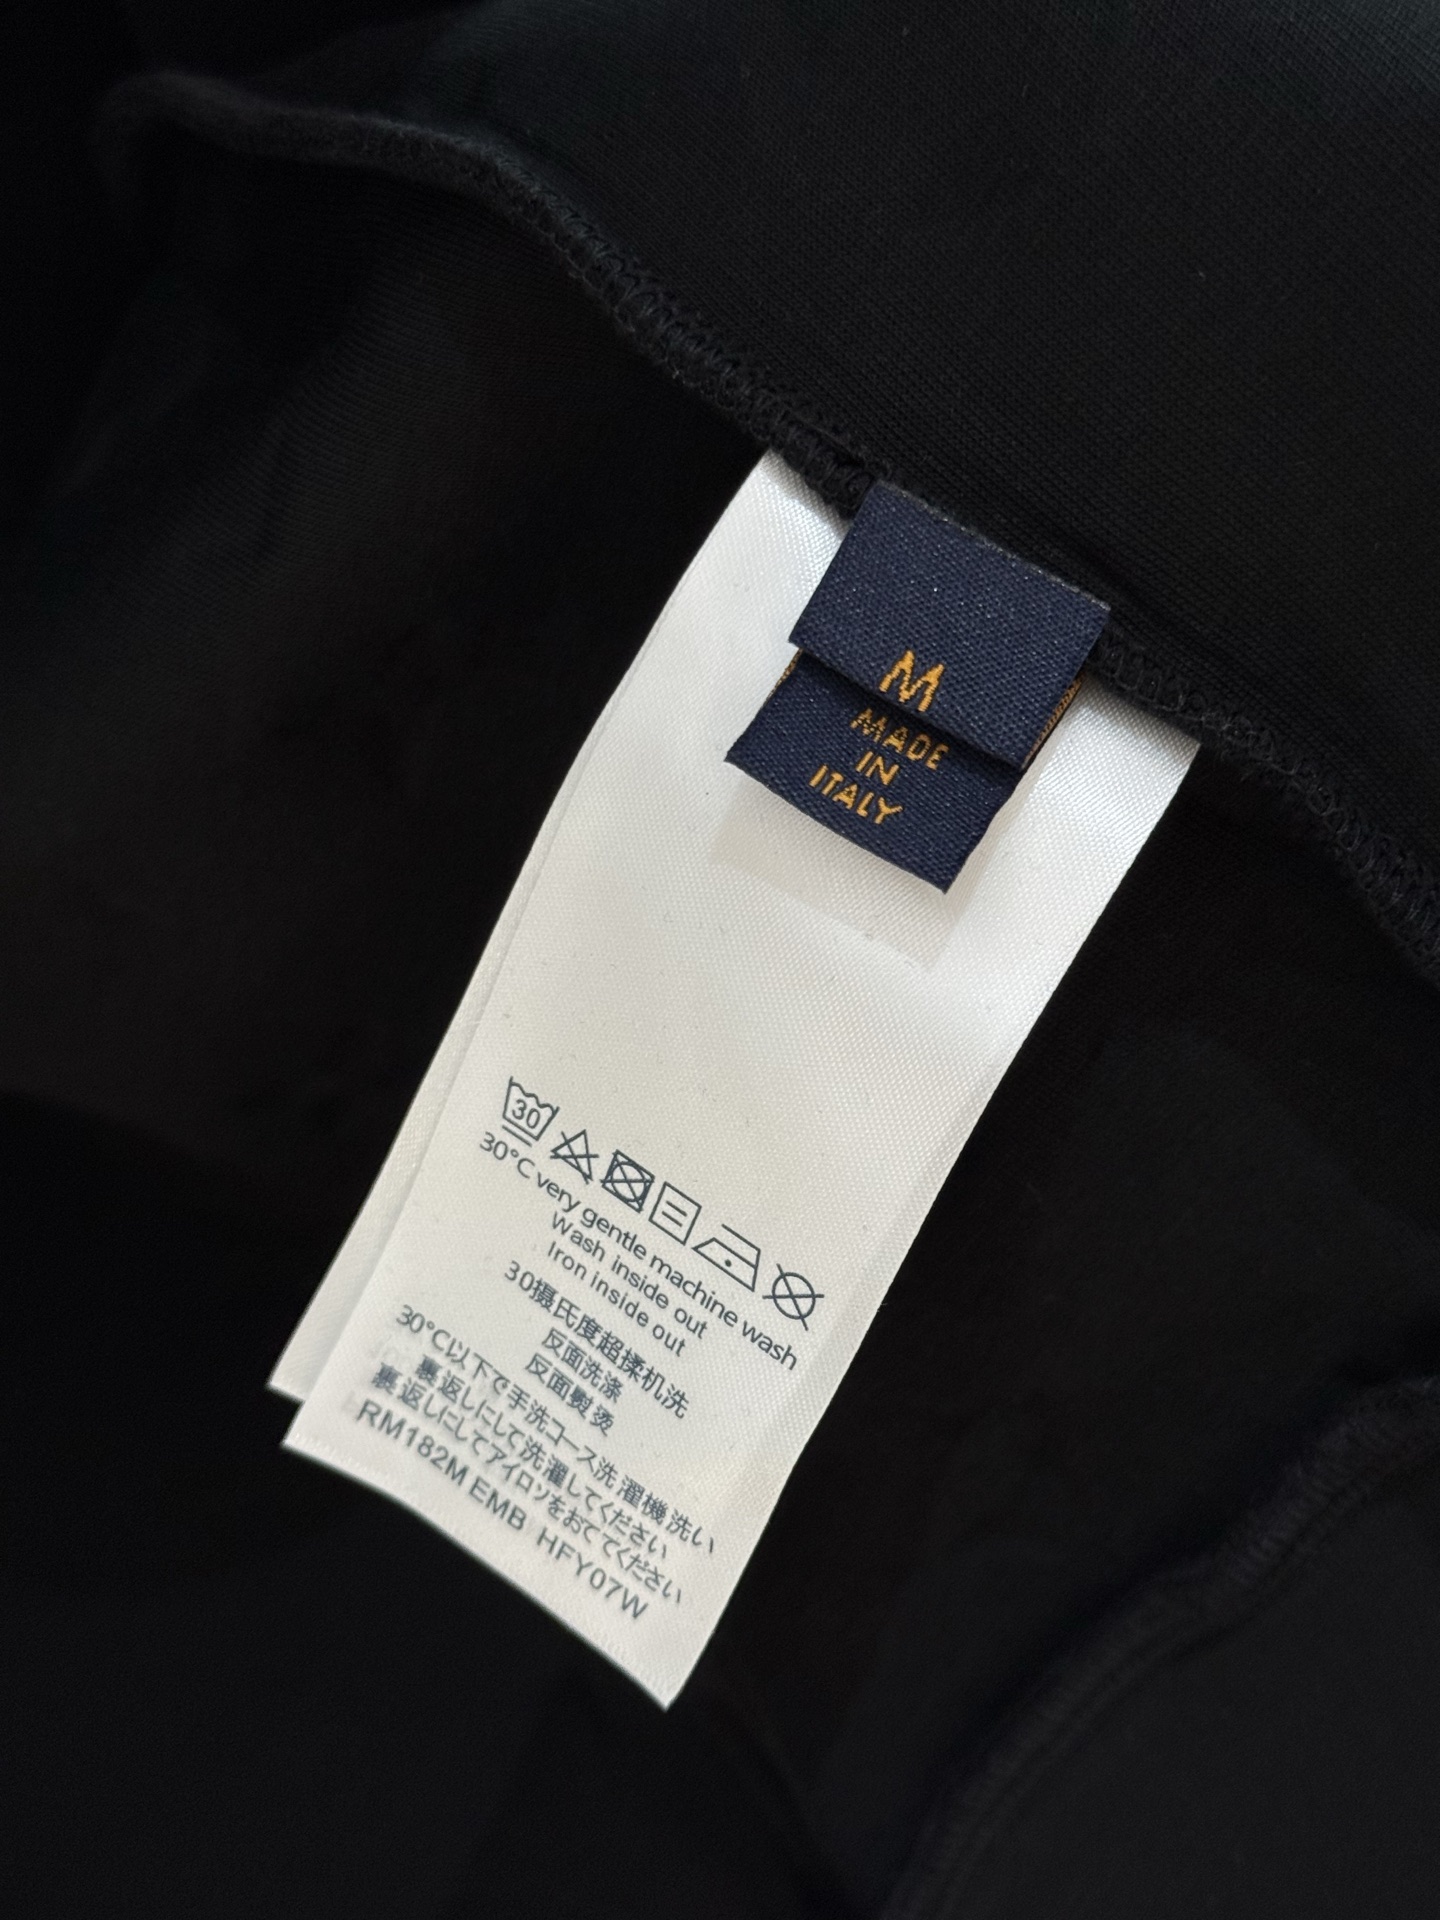 M
MADE
IN
ITALY
30
30°C very gentle machine wash
Wash inside out
Iron inside out
30摄氏度超揉机洗
反面洗涤
反面熨烫
30°C以下で手洗コース洗濯機洗い
裏返しにして洗濯してください
裏返しにしてアイロンをおてください
RM182M EMB HFY07W